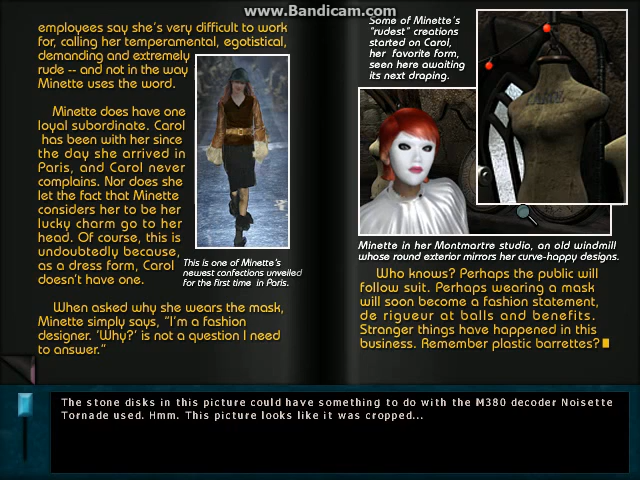 www.Bandicam.com
employees say she's very difficult to work
for, calling her temperamental, egotistical,
demanding and extremely
rude -- and not in the way
Minette uses the word.
Minette does have one
loyal subordinate. Carol
has been with her since
the day she arrived in
Paris, and Carol never
complains. Nor does she
let the fact that Minette
considers her to be her
lucky charm go to her
head. Of course, this is
undoubtedly because,
as a dress form, Carol
doesn't have one.
This is one of Minette's
newest confections unveiled
for the first time in Paris.
When asked why she wears the mask,
Minette simply says, "I'm a fashion
designer. 'Why?' is not a question I need
to answer."
Some of Minette's
"rudest" creations
started on Carol,
her favorite form,
seen here awaiting
its next draping.
Minette in her Montmartre studio, an old windmill
whose round exterior mirrors her curve-happy designs.
Who knows? Perhaps the public will
follow suit. Perhaps wearing a mask
will soon become a fashion statement,
de rigueur at balls and benefits.
Stranger things have happened in this
business. Remember plastic barrettes?
The stone disks in this picture could have something to do with the M380 decoder Noisette
Tornade used. Hmm. This picture looks like it was cropped...